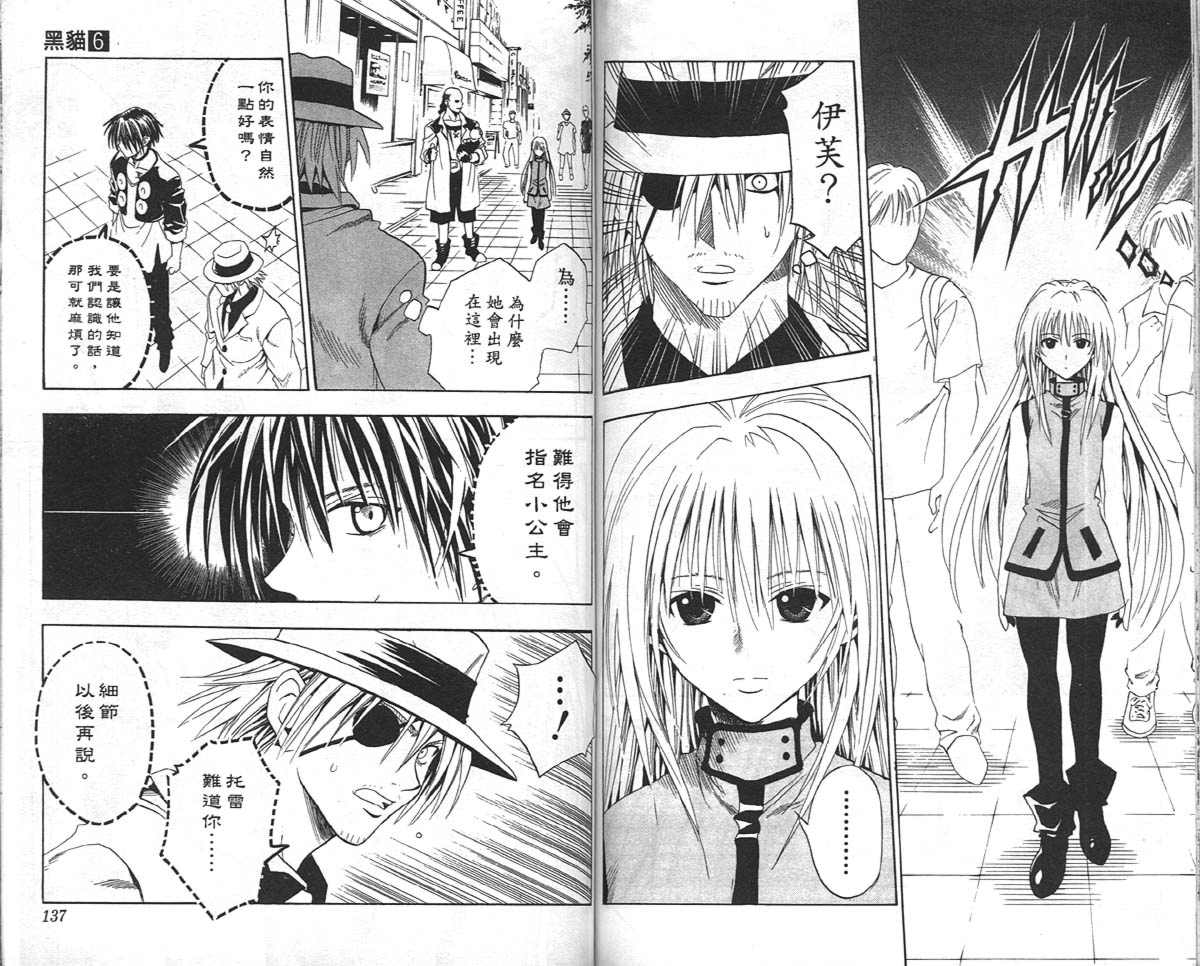 伊芙？
………
黑貓6
COFFEE
為……
為什麼
她會出現
在這裡…
你的表情自然
一點好嗎？
要是讓他知道
我們認識的話，
那可就麻煩了。
難得他會
指名小公主。
…！
托雷
難道你……
細節
以後再說。
137